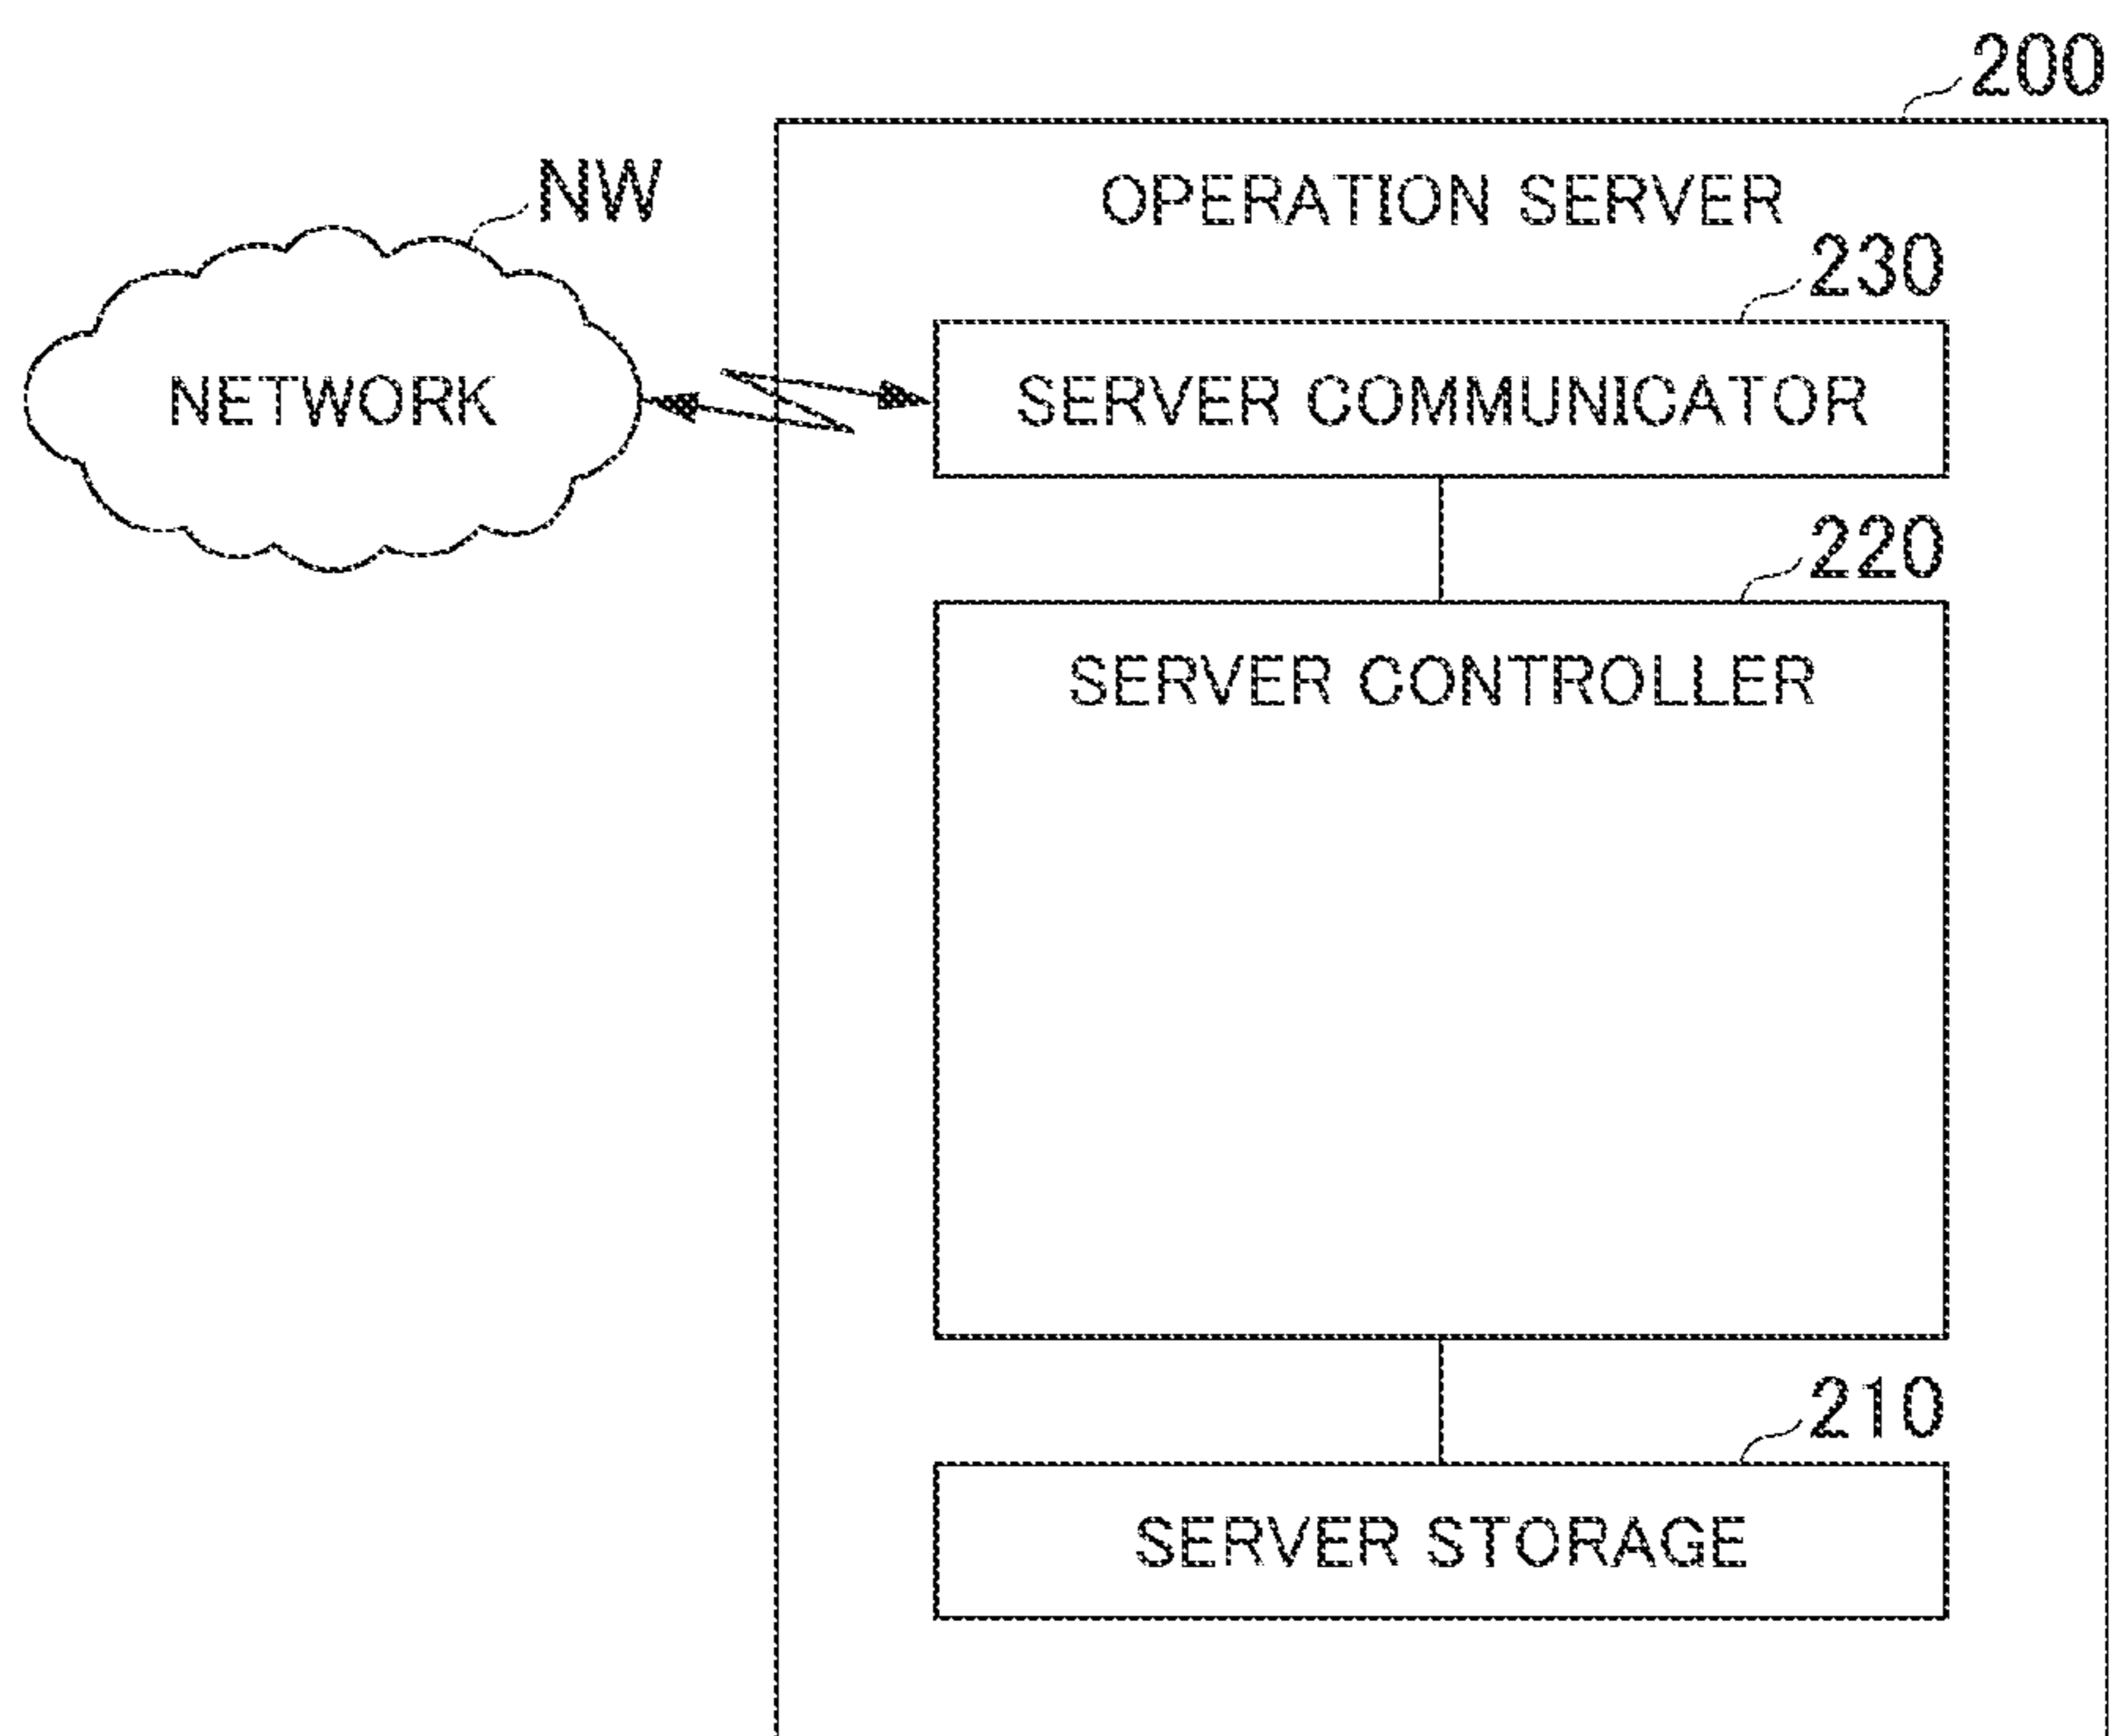 200
NW
OPERATION SERVER
230
NETWORK
SERVER COMMUNICATOR
220
SERVER CONTROLLER
210
SERVER STORAGE